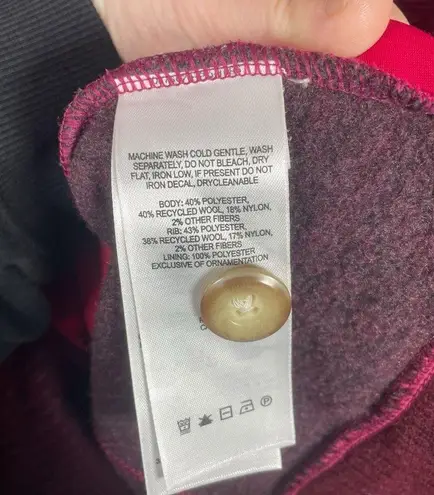 MACHINE WASH COLD GENTLE, WASH
SEPARATELY, DO NOT BLEACH, DRY
FLAT, IRON LOW, IF PRESENT DO NOT
IRON DECAL, DRYCLEANABLE
BODY: 40% POLYESTER,
40% RECYCLED WOOL, 18% NYLON,
2% OTHER FIBERS
RIB: 43% POLYESTER,
38% RECYCLED WOOL, 17% NYLON,
2% OTHER FIBERS
LINING: 100% POLYESTER
EXCLUSIVE OF ORNAMENTATION